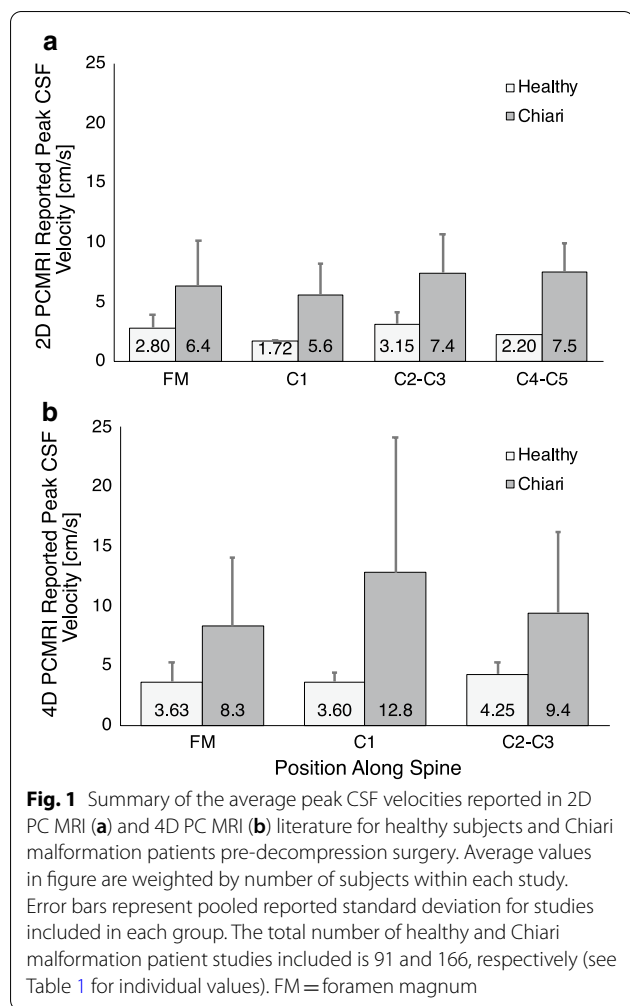 a
2D PCMRI Reported Peak CSF
Velocity [cm/s]
25
20
15
10
5
0
Healthy
Chiari
2.80
6.4
1.72
5.6
3.15
7.4
2.20
7.5
FM
C1
C2-C3
C4-C5
b
4D PCMRI Reported Peak CSF
Velocity [cm/s]
25
20
15
10
5
0
Healthy
Chiari
3.63
8.3
3.60
12.8
4.25
9.4
FM
C1
C2-C3
Position Along Spine
Fig. 1 Summary of the average peak CSF velocities reported in 2D
PC MRI (a) and 4D PC MRI (b) literature for healthy subjects and Chiari
malformation patients pre-decompression surgery. Average values
in figure are weighted by number of subjects within each study.
Error bars represent pooled reported standard deviation for studies
included in each group. The total number of healthy and Chiari
malformation patient studies included is 91 and 166, respectively (see
Table 1 for individual values). FM = foramen magnum